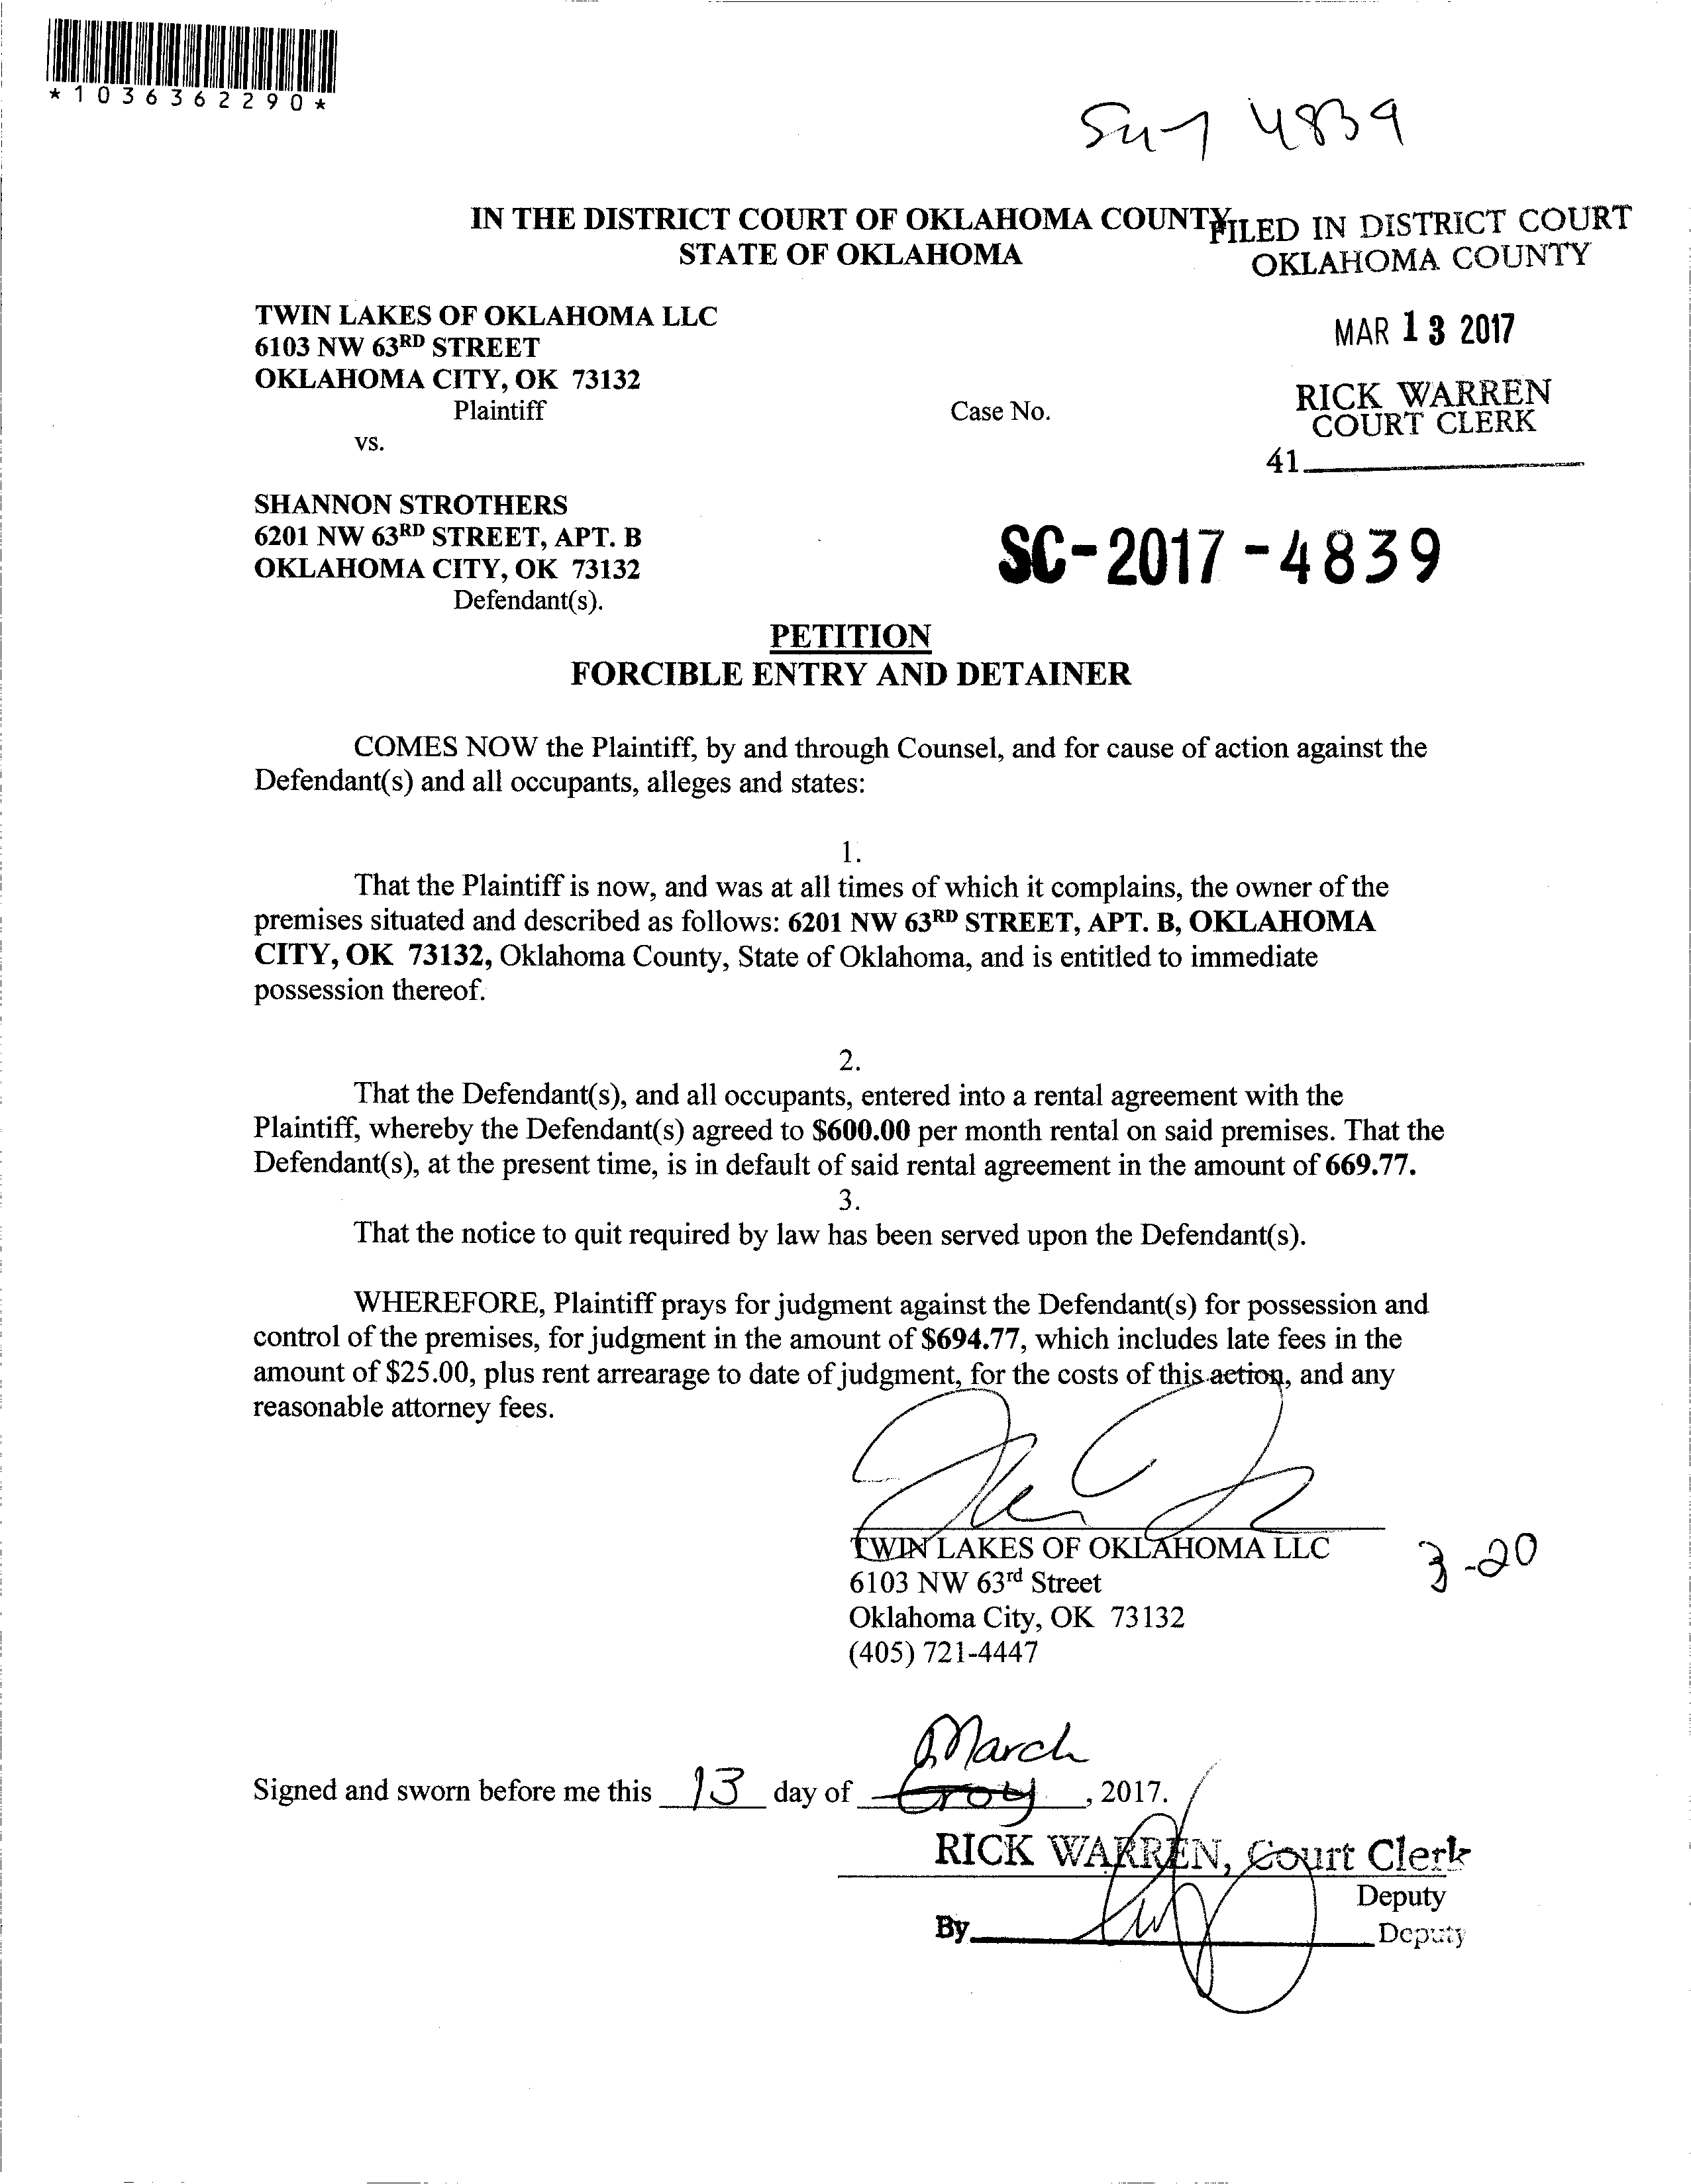 *1036362290*
4839
IN THE DISTRICT COURT OF OKLAHOMA COUNTY
STATE OF OKLAHOMA
FILED IN DISTRICT COURT
OKLAHOMA COUNTY
MAR 13 2017
RICK WARREN
COURT CLERK
41
TWIN LAKES OF OKLAHOMA LLC
6103 NW 63RD STREET
OKLAHOMA CITY, OK 73132
Plaintiff
Case No.
vs.
SHANNON STROTHERS
6201 NW 63RD STREET, APT. B
OKLAHOMA CITY, OK 73132
Defendant(s).
SC-2017-4839
PETITION
FORCIBLE ENTRY AND DETAINER
COMES NOW the Plaintiff, by and through Counsel, and for cause of action against the
Defendant(s) and all occupants, alleges and states:
1.
That the Plaintiff is now, and was at all times of which it complains, the owner of the
premises situated and described as follows: 6201 NW 63RD STREET, APT. B, OKLAHOMA
CITY, OK 73132, Oklahoma County, State of Oklahoma, and is entitled to immediate
possession thereof.
2.
That the Defendant(s), and all occupants, entered into a rental agreement with the
Plaintiff, whereby the Defendant(s) agreed to $600.00 per month rental on said premises. That the
Defendant(s), at the present time, is in default of said rental agreement in the amount of 669.77.
3.
That the notice to quit required by law has been served upon the Defendant(s).
WHEREFORE, Plaintiff prays for judgment against the Defendant(s) for possession and
control of the premises, for judgment in the amount of $694.77, which includes late fees in the
amount of $25.00, plus rent arrearage to date of judgment, for the costs of this action, and any
reasonable attorney fees.
TWIN LAKES OF OKLAHOMA LLC
6103 NW 63rd Street
Oklahoma City, OK 73132
(405) 721-4447
3-20
March
Signed and sworn before me this 13 day of , 2017.
RICK WARREN, Court Clerk
Deputy
By Deputy